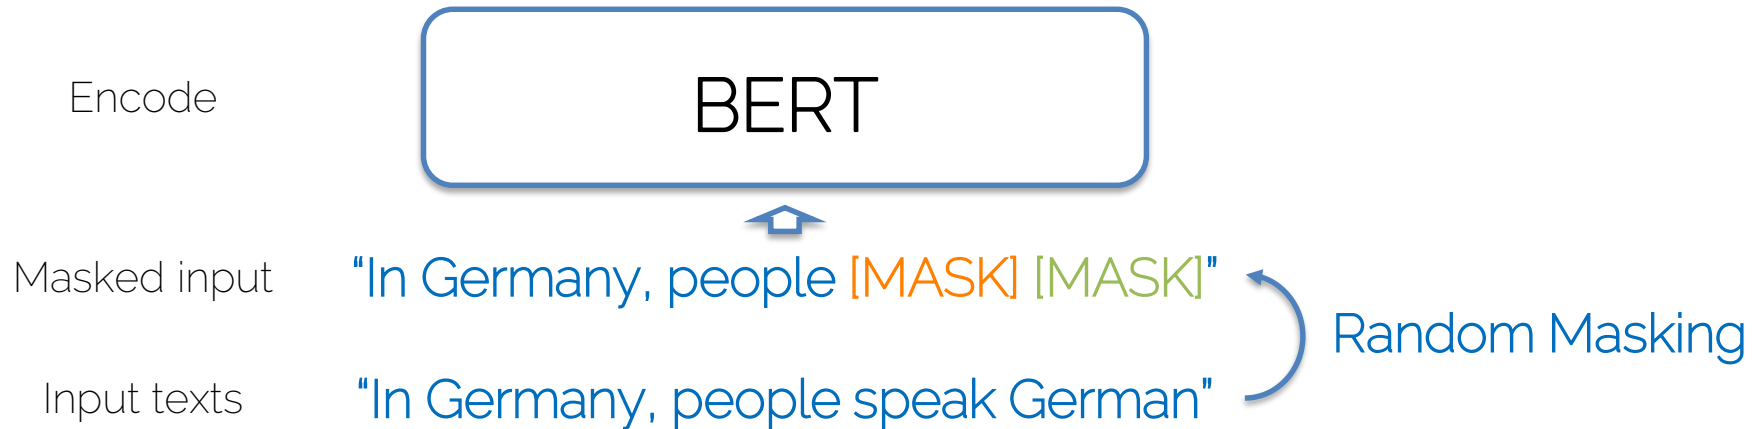 Encode
BERT
Masked input
“In Germany, people [MASK] [MASK]”
Random Masking
Input texts
“In Germany, people speak German”